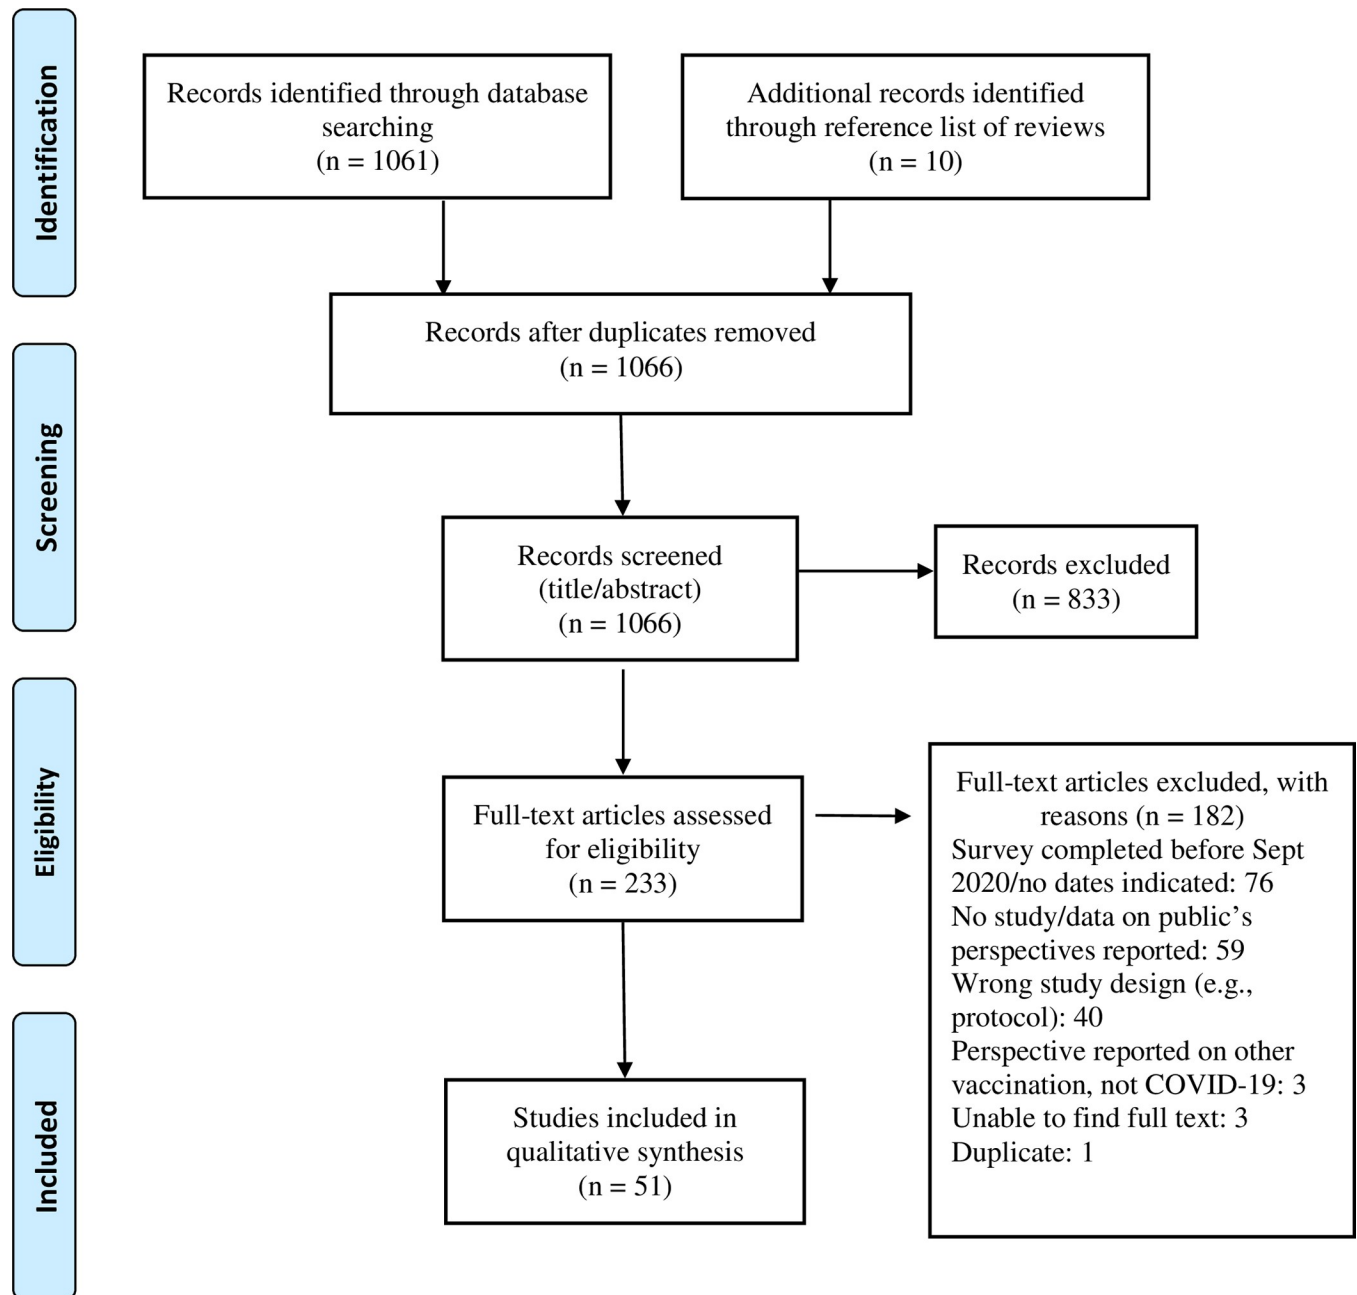 Identification
Records identified through database
searching
(n = 1061)
Additional records identified
through reference list of reviews
(n = 10)
Records after duplicates removed
(n = 1066)
Screening
Records screened
(title/abstract)
(n = 1066)
Records excluded
(n = 833)
Eligibility
Full-text articles assessed
for eligibility
(n = 233)
Full-text articles excluded, with
reasons (n = 182)
Survey completed before Sept
2020/no dates indicated: 76
No study/data on public’s
perspectives reported: 59
Wrong study design (e.g.,
protocol): 40
Perspective reported on other
vaccination, not COVID-19: 3
Unable to find full text: 3
Duplicate: 1
Included
Studies included in
qualitative synthesis
(n = 51)